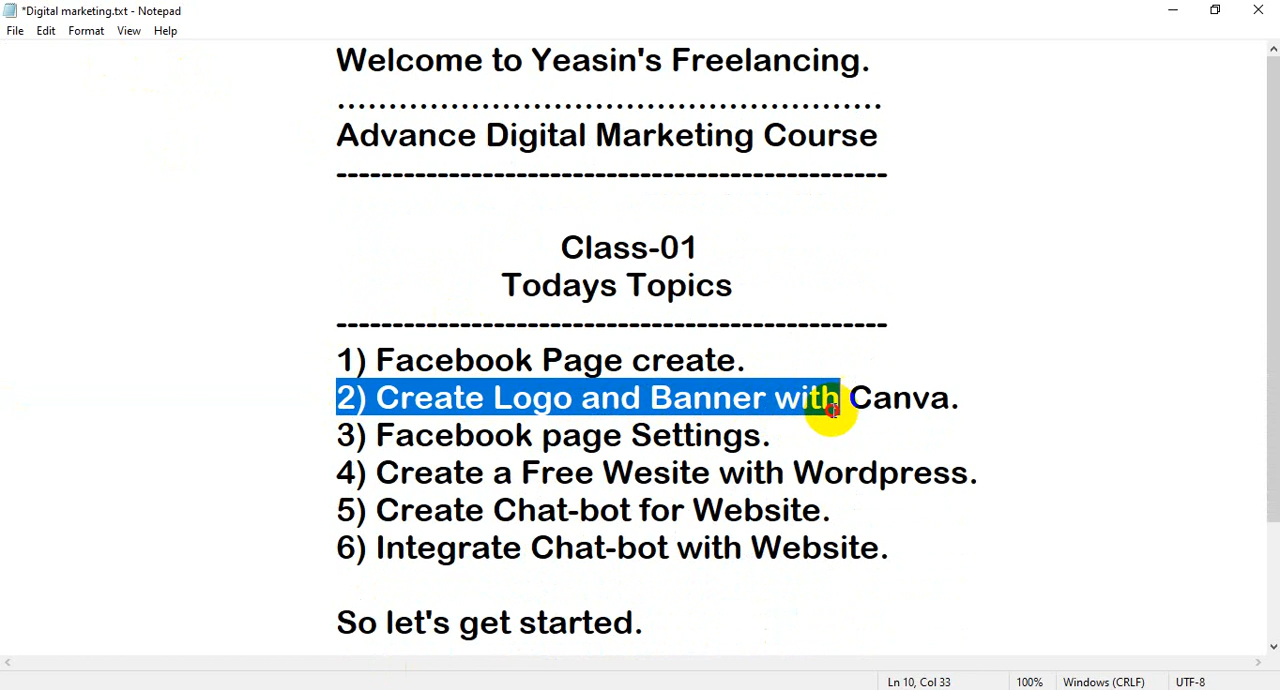 *Digital marketing.txt - Notepad
File Edit Format View Help
Welcome to Yeasin's Freelancing.
..................................................
Advance Digital Marketing Course
--------------------------------------------------
Class-01
Todays Topics
--------------------------------------------------
1) Facebook Page create.
2) Create Logo and Banner with Canva.
3) Facebook page Settings.
4) Create a Free Wesite with Wordpress.
5) Create Chat-bot for Website.
6) Integrate Chat-bot with Website.
So let's get started.
Ln 10, Col 33 100% Windows (CRLF) UTF-8